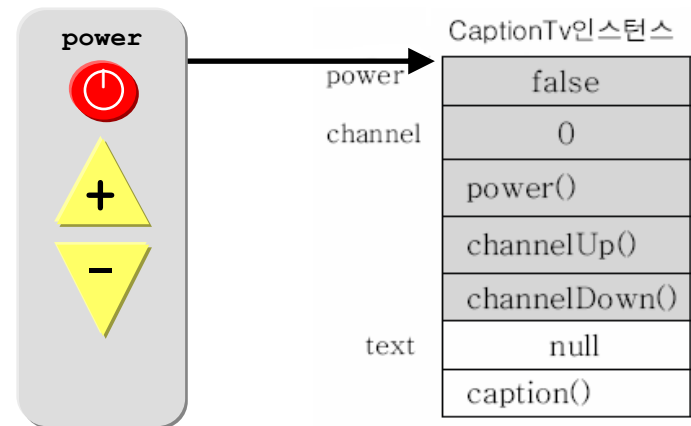 power
+
-
CaptionTv인스턴스
power false
channel 0
power()
channelUp()
channelDown()
text null
caption()